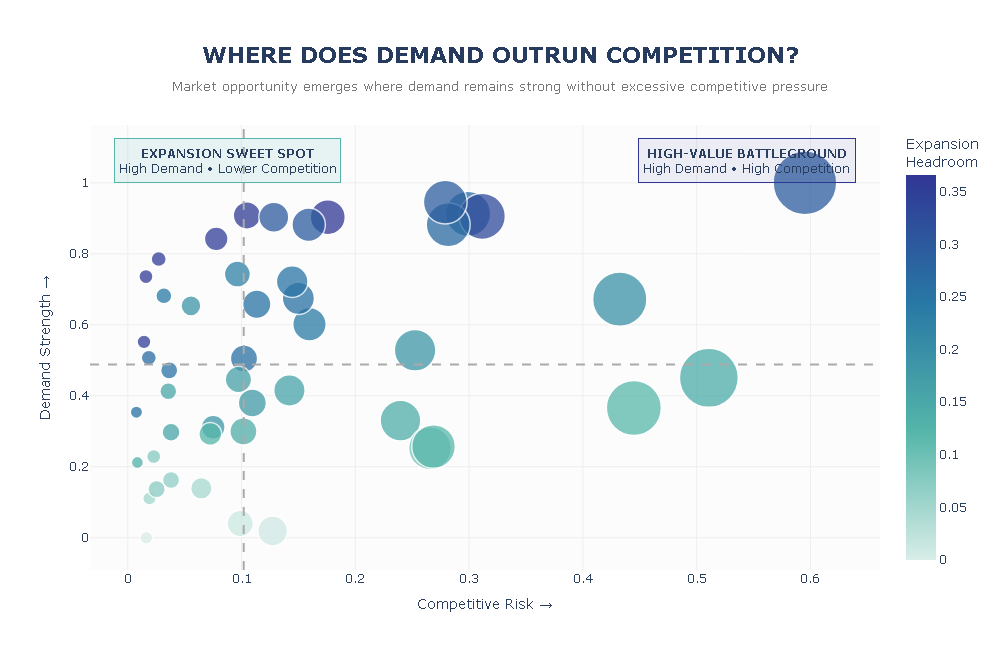 WHERE DOES DEMAND OUTRUN COMPETITION?
Market opportunity emerges where demand remains strong without excessive competitive pressure
EXPANSION SWEET SPOT
High Demand • Lower Competition
HIGH-VALUE BATTLEGROUND
High Demand • High Competition
Expansion
Headroom
0.35
0.3
0.25
0.2
0.15
0.1
0.05
0
Demand Strength →
1
0.8
0.6
0.4
0.2
0
0
0.1
0.2
0.3
0.4
0.5
0.6
Competitive Risk →